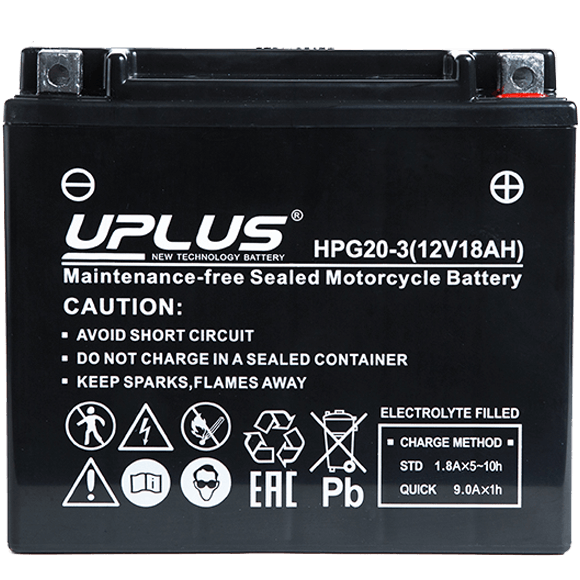 UPLUS®
NEW TECHNOLOGY BATTERY
HPG20-3(12V18AH)
Maintenance-free Sealed Motorcycle Battery
CAUTION:
▪ AVOID SHORT CIRCUIT
▪ DO NOT CHARGE IN A SEALED CONTAINER
▪ KEEP SPARKS,FLAMES AWAY
ELECTROLYTE FILLED
▪ CHARGE METHOD
STD 1.8A×5~10h
QUICK 9.0A×1h
EAC
Pb